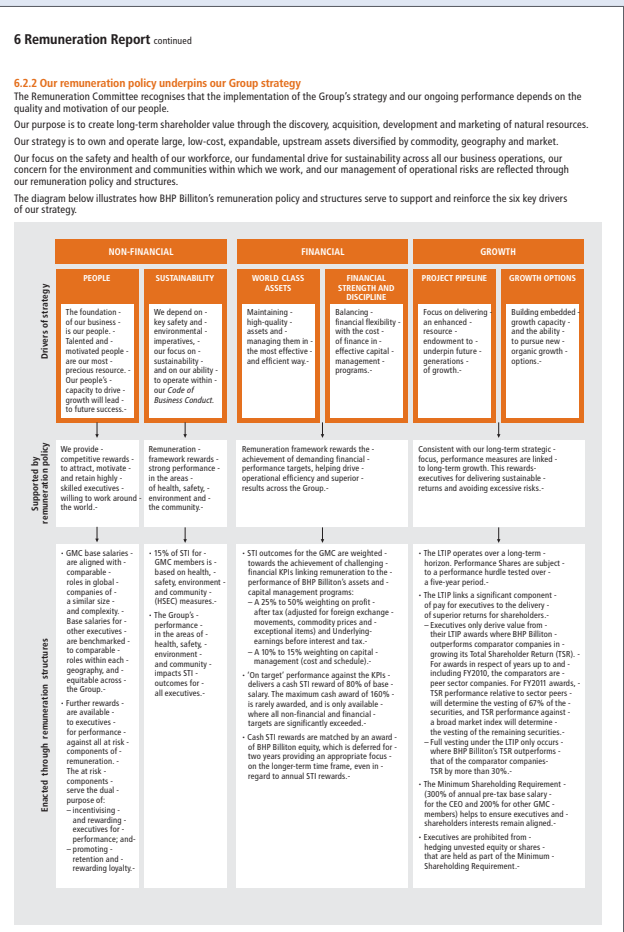 6 Remuneration Report continued
6.2.2 Our remuneration policy underpins our Group strategy
The Remuneration Committee recognises that the implementation of the Group's strategy and our ongoing performance depends on the
quality and motivation of our people.
Our purpose is to create long-term shareholder value through the discovery, acquisition, development and marketing of natural resources.
Our strategy is to own and operate large, low-cost, expandable, upstream assets diversified by commodity, geography and market.
Our focus on the safety and health of our workforce, our fundamental drive for sustainability across all our business operations, our
concern for the environment and communities within which we work, and our management of operational risks are reflected through
our remuneration policy and structures.
The diagram below illustrates how BHP Billiton's remuneration policy and structures serve to support and reinforce the six key drivers
of our strategy.
NON-FINANCIAL
FINANCIAL
GROWTH
Drivers of strategy
PEOPLE
The foundation -
of our business -
is our people. -
Talented and -
motivated people -
are our most -
precious resource. -
Our people's -
capacity to drive -
growth will lead -
to future success.-
SUSTAINABILITY
We depend on -
key safety and -
environmental -
imperatives, -
our focus on -
sustainability -
and on our ability -
to operate within -
our Code of
Business Conduct.
WORLD CLASS
ASSETS
Maintaining -
high-quality -
assets and -
managing them in -
the most effective -
and efficient way.-
FINANCIAL
STRENGTH AND
DISCIPLINE
Balancing -
financial flexibility -
with the cost -
of finance in -
effective capital -
management -
programs.-
PROJECT PIPELINE
Focus on delivering -
an enhanced -
resource -
endowment to -
underpin future -
generations -
of growth.-
GROWTH OPTIONS
Building embedded -
growth capacity -
and the ability -
to pursue new -
organic growth -
options.-
Supported by
remuneration policy
We provide -
competitive rewards -
to attract, motivate -
and retain highly -
skilled executives -
willing to work around -
the world.-
Remuneration -
framework rewards -
strong performance -
in the areas -
of health, safety, -
environment and -
the community.-
Remuneration framework rewards the -
achievement of demanding financial -
performance targets, helping drive -
operational efficiency and superior -
results across the Group.-
Consistent with our long-term strategic -
focus, performance measures are linked -
to long-term growth. This rewards-
executives for delivering sustainable -
returns and avoiding excessive risks.-
Enacted through remuneration structures
· GMC base salaries -
are aligned with -
comparable -
roles in global -
companies of -
a similar size -
and complexity. -
Base salaries for -
other executives -
are benchmarked -
to comparable -
roles within each -
geography, and -
equitable across -
the Group.-
· Further rewards -
are available -
to executives -
for performance -
against all at risk -
components of -
remuneration. -
The at risk -
components -
serve the dual -
purpose of:
– incentivising -
and rewarding -
executives for -
performance; and-
– promoting -
retention and -
rewarding loyalty.-
· 15% of STI for -
GMC members is -
based on health, -
safety, environment -
and community -
(HSEC) measures.-
· The Group's -
performance -
in the areas of -
health, safety, -
environment -
and community -
impacts STI -
outcomes for -
all executives.-
· STI outcomes for the GMC are weighted -
towards the achievement of challenging -
financial KPIs linking remuneration to the -
performance of BHP Billiton's assets and -
capital management programs:
– A 25% to 50% weighting on profit -
after tax (adjusted for foreign exchange -
movements, commodity prices and -
exceptional items) and Underlying-
earnings before interest and tax.-
– A 10% to 15% weighting on capital -
management (cost and schedule).-
· 'On target' performance against the KPIs -
delivers a cash STI reward of 80% of base -
salary. The maximum cash award of 160% -
is rarely awarded, and is only available -
where all non-financial and financial -
targets are significantly exceeded.-
· Cash STI rewards are matched by an award -
of BHP Billiton equity, which is deferred for -
two years providing an appropriate focus -
on the longer-term time frame, even in -
regard to annual STI rewards.-
· The LTIP operates over a long-term -
horizon. Performance Shares are subject -
to a performance hurdle tested over -
a five-year period.-
· The LTIP links a significant component -
of pay for executives to the delivery -
of superior returns for shareholders.-
– Executives only derive value from -
their LTIP awards where BHP Billiton -
outperforms comparator companies in -
growing its Total Shareholder Return (TSR). -
For awards in respect of years up to and -
including FY2010, the comparators are -
peer sector companies. For FY2011 awards, -
TSR performance relative to sector peers -
will determine the vesting of 67% of the -
securities, and TSR performance against -
a broad market index will determine -
the vesting of the remaining securities.-
– Full vesting under the LTIP only occurs -
where BHP Billiton's TSR outperforms -
that of the comparator companies-
TSR by more than 30%.-
· The Minimum Shareholding Requirement -
(300% of annual pre-tax base salary -
for the CEO and 200% for other GMC -
members) helps to ensure executives and -
shareholders interests remain aligned.-
· Executives are prohibited from -
hedging unvested equity or shares -
that are held as part of the Minimum -
Shareholding Requirement.-